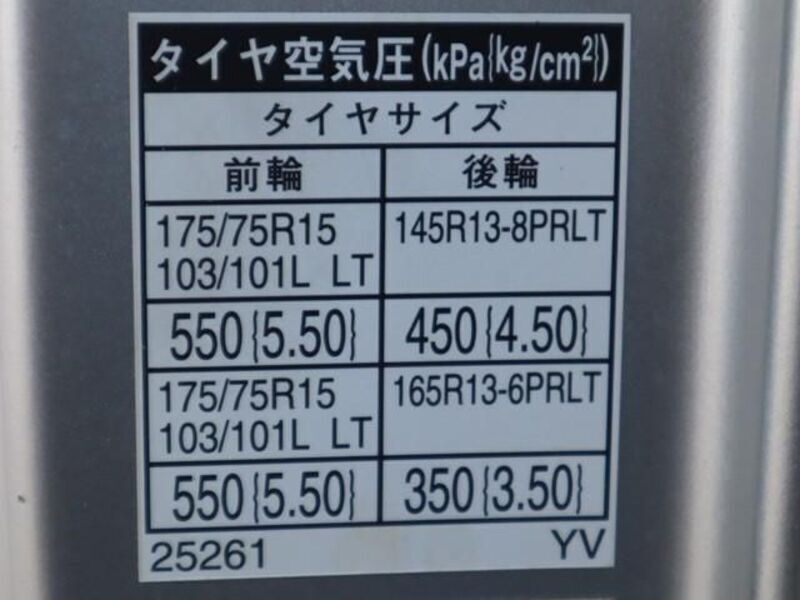 タイヤ空気圧(kPa{kg/cm²})
タイヤサイズ
前輪 後輪
175/75R15 145R13-8PRLT
103/101L LT
550{5.50} 450{4.50}
175/75R15 165R13-6PRLT
103/101L LT
550{5.50} 350{3.50}
25261 YV